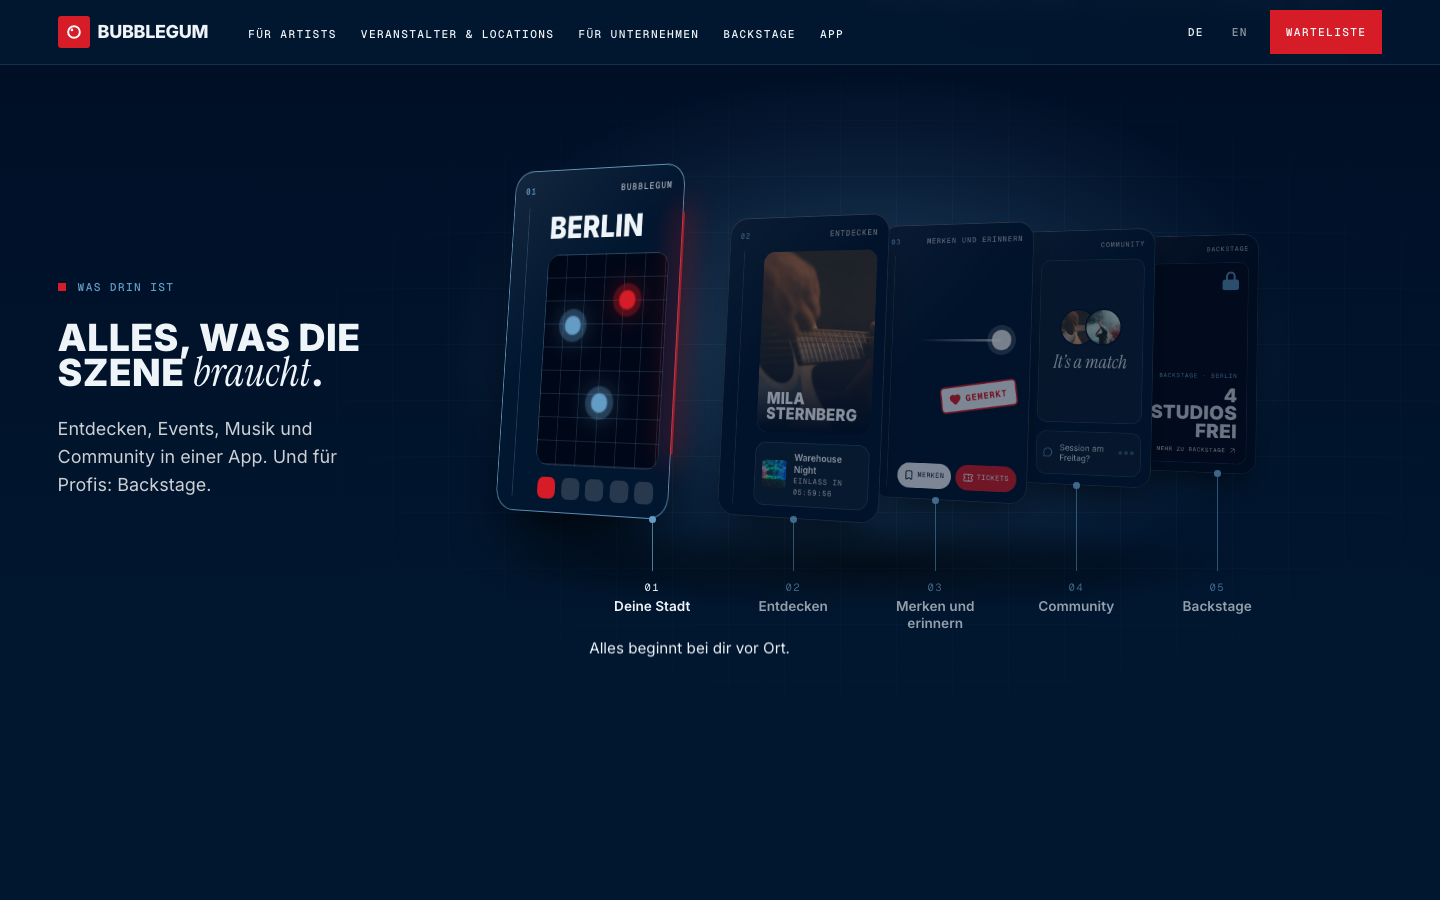 BUBBLEGUM
FÜR ARTISTS
VERANSTALTER & LOCATIONS
FÜR UNTERNEHMEN
BACKSTAGE
APP
DE
EN
WARTELISTE
WAS DRIN IST
ALLES, WAS DIE
SZENE braucht.
Entdecken, Events, Musik und
Community in einer App. Und für
Profis: Backstage.
01
BUBBLEGUM
BERLIN
02
ENTDECKEN
MILA
STERNBERG
Warehouse
Night
EINLASS IN
05:59:56
03
MERKEN UND ERINNERN
GEMERKT
MERKEN
TICKETS
COMMUNITY
It's a match
Session am
Freitag?
BACKSTAGE
BACKSTAGE · BERLIN
4
STUDIOS
FREI
MEHR ZU BACKSTAGE ↗
01
Deine Stadt
02
Entdecken
03
Merken und
erinnern
04
Community
05
Backstage
Alles beginnt bei dir vor Ort.